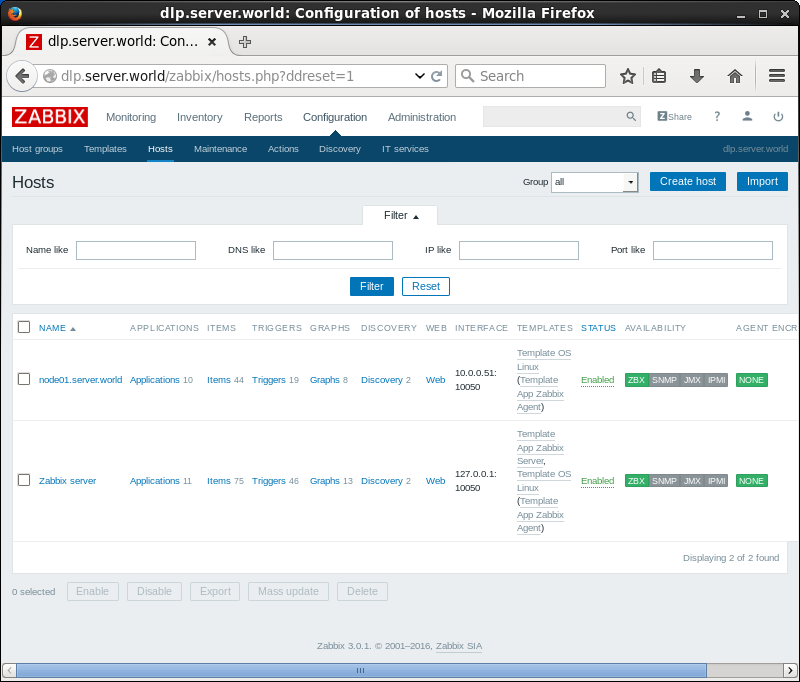 dlp.server.world: Configuration of hosts - Mozilla Firefox
Z dlp.server.world: Con...
dlp.server.world/zabbix/hosts.php?ddreset=1
Search
ZABBIX Monitoring Inventory Reports Configuration Administration Z Share ?
Host groups Templates Hosts Maintenance Actions Discovery IT services dlp.server.world
Hosts Group all Create host Import
Filter
Name like DNS like IP like Port like
Filter Reset
NAME APPLICATIONS ITEMS TRIGGERS GRAPHS DISCOVERY WEB INTERFACE TEMPLATES STATUS AVAILABILITY AGENT ENCR
node01.server.world Applications 10 Items 44 Triggers 19 Graphs 8 Discovery 2 Web
10.0.0.51:
10050
Template OS
Linux
(Template
App Zabbix
Agent)
Enabled ZBX SNMP JMX IPMI NONE
Zabbix server Applications 11 Items 75 Triggers 46 Graphs 13 Discovery 2 Web
127.0.0.1:
10050
Template
App Zabbix
Server,
Template OS
Linux
(Template
App Zabbix
Agent)
Enabled ZBX SNMP JMX IPMI NONE
Displaying 2 of 2 found
0 selected Enable Disable Export Mass update Delete
Zabbix 3.0.1. © 2001–2016, Zabbix SIA